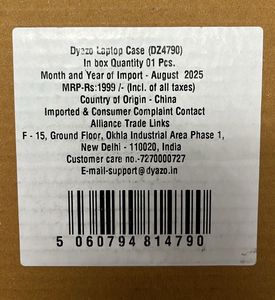 Dyazo Laptop Case (DZ4790)
In box Quantity 01 Pcs.
Month and Year of Import - August 2025
MRP-Rs:1999 /- (Incl. of all taxes)
Country of Origin - China
Imported & Consumer Complaint Contact
Alliance Trade Links
F - 15, Ground Floor, Okhla Industrial Area Phase 1,
New Delhi - 110020, India
Customer care no.-7270000727
E-mail-support@dyazo.in
5 060794 814790